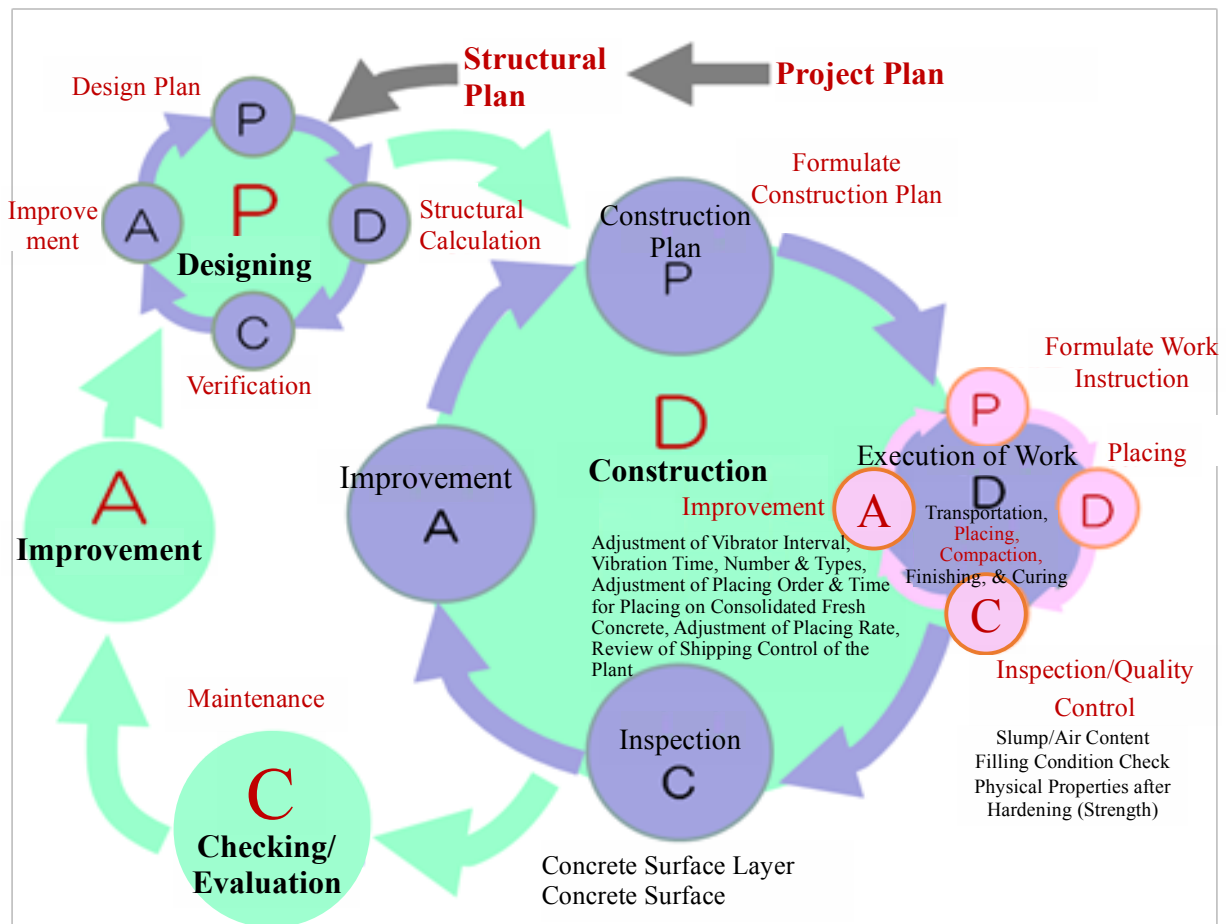 Structural
Plan
Project Plan
Design Plan
P
P
Designing
D
Structural
Calculation
C
Verification
A
Improve
ment
Formulate
Construction Plan
Construction
Plan
P
D
Construction
Formulate Work
Instruction
P
Placing
D
Execution of Work
D
Transportation,
Placing,
Compaction,
Finishing, & Curing
C
Inspection/Quality
Control
Slump/Air Content
Filling Condition Check
Physical Properties after
Hardening (Strength)
A
Improvement
Adjustment of Vibrator Interval,
Vibration Time, Number & Types,
Adjustment of Placing Order & Time
for Placing on Consolidated Fresh
Concrete, Adjustment of Placing Rate,
Review of Shipping Control of the
Plant
Inspection
C
Concrete Surface Layer
Concrete Surface
Improvement
A
Maintenance
C
Checking/
Evaluation
A
Improvement